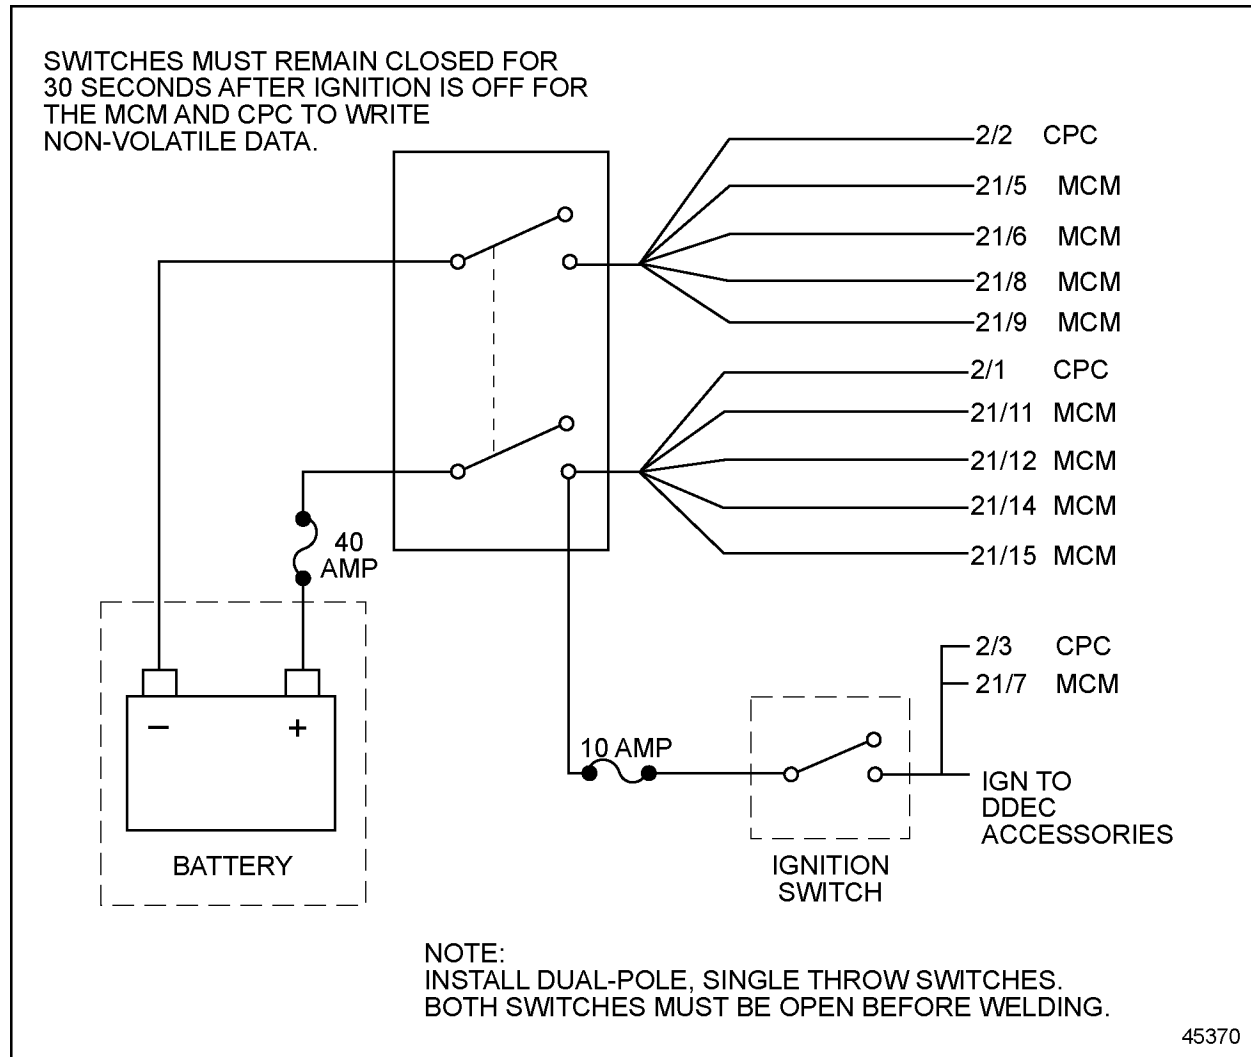 SWITCHES MUST REMAIN CLOSED FOR
30 SECONDS AFTER IGNITION IS OFF FOR
THE MCM AND CPC TO WRITE
NON-VOLATILE DATA.
2/2 CPC
21/5 MCM
21/6 MCM
21/8 MCM
21/9 MCM
2/1 CPC
21/11 MCM
21/12 MCM
21/14 MCM
21/15 MCM
40
AMP
2/3 CPC
21/7 MCM
− +
10 AMP
IGN TO
DDEC
ACCESSORIES
BATTERY
IGNITION
SWITCH
NOTE:
INSTALL DUAL-POLE, SINGLE THROW SWITCHES.
BOTH SWITCHES MUST BE OPEN BEFORE WELDING.
45370